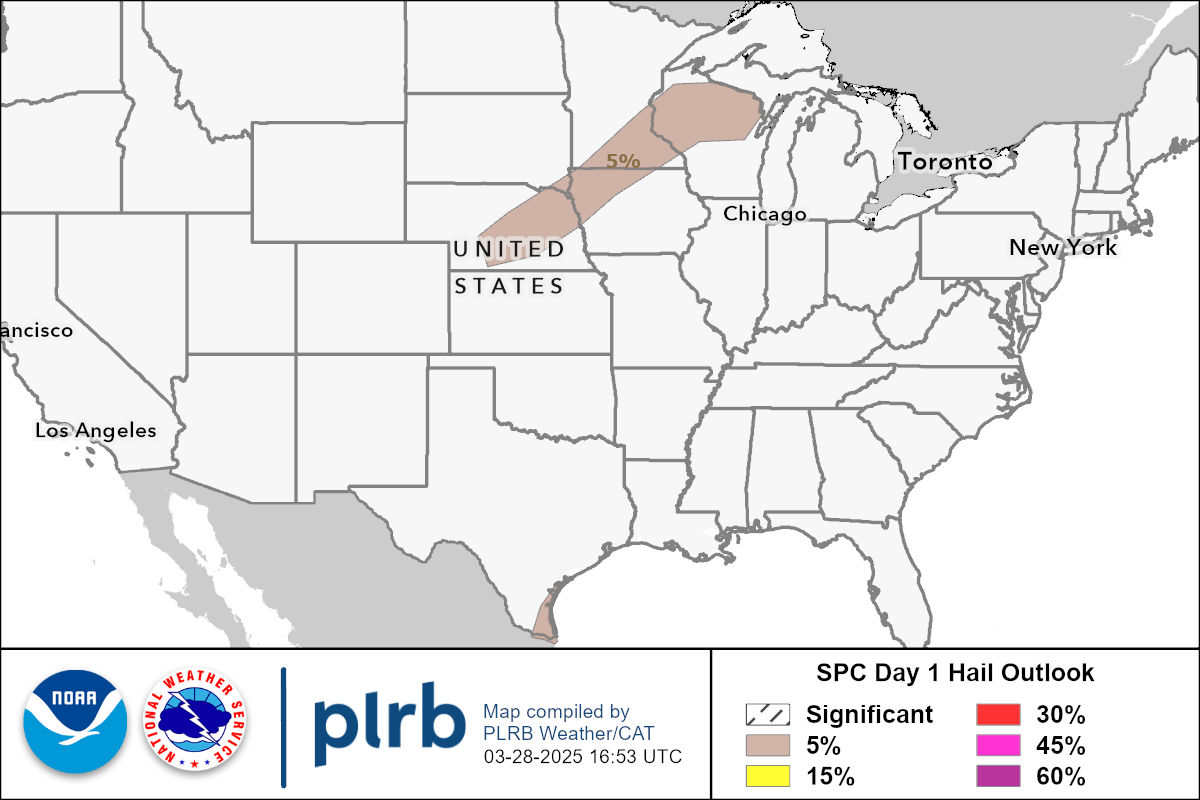 Toronto
5%
Chicago
UNITED
New York
STATES
ancisco
Los Angeles
NOAA
NATIONAL WEATHER SERVICE
plrb
Map compiled by
PLRB Weather/CAT
03-28-2025 16:53 UTC
SPC Day 1 Hail Outlook
Significant
5%
15%
30%
45%
60%